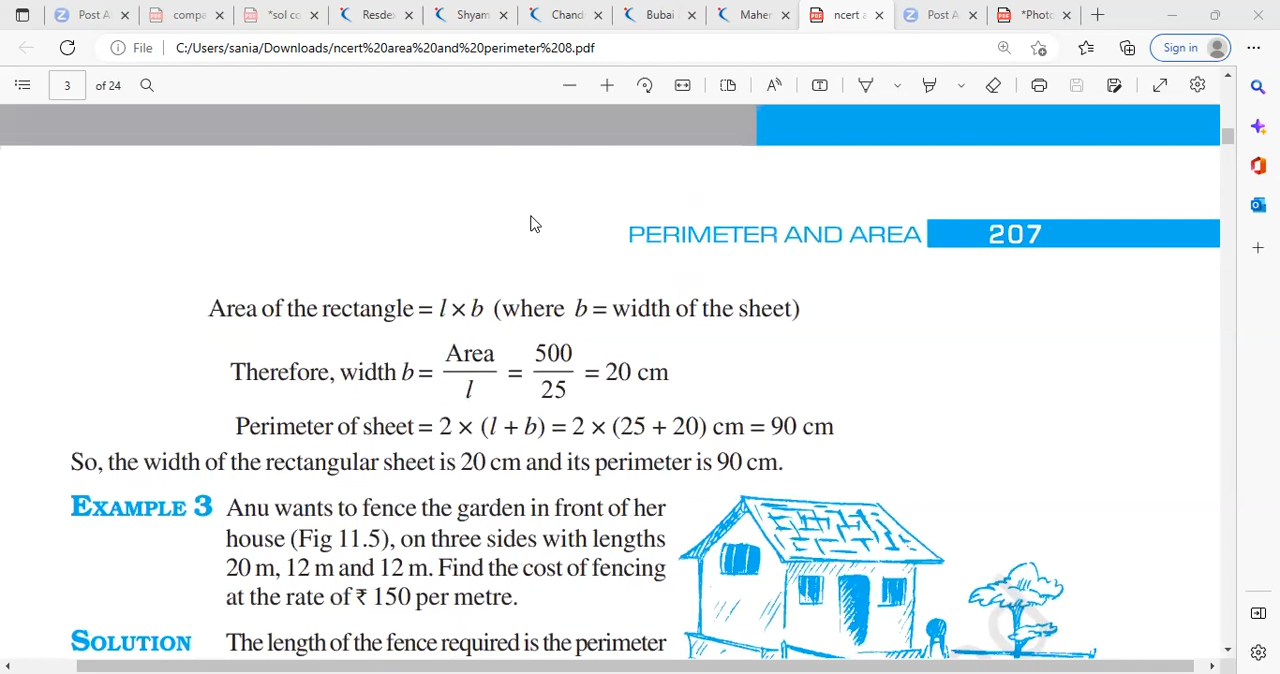 Post A
compa
*sol co
Resdex
Shyam
Chand
Bubai
Maher
ncert a
Post A
*Photo
File
C:/Users/sania/Downloads/ncert%20area%20and%20perimeter%208.pdf
Sign in
3 of 24
PERIMETER AND AREA 207
Area of the rectangle = l × b (where b = width of the sheet)
Therefore, width b = Area/l = 500/25 = 20 cm
Perimeter of sheet = 2 × (l + b) = 2 × (25 + 20) cm = 90 cm
So, the width of the rectangular sheet is 20 cm and its perimeter is 90 cm.
EXAMPLE 3 Anu wants to fence the garden in front of her
house (Fig 11.5), on three sides with lengths
20 m, 12 m and 12 m. Find the cost of fencing
at the rate of ₹ 150 per metre.
SOLUTION The length of the fence required is the perimeter